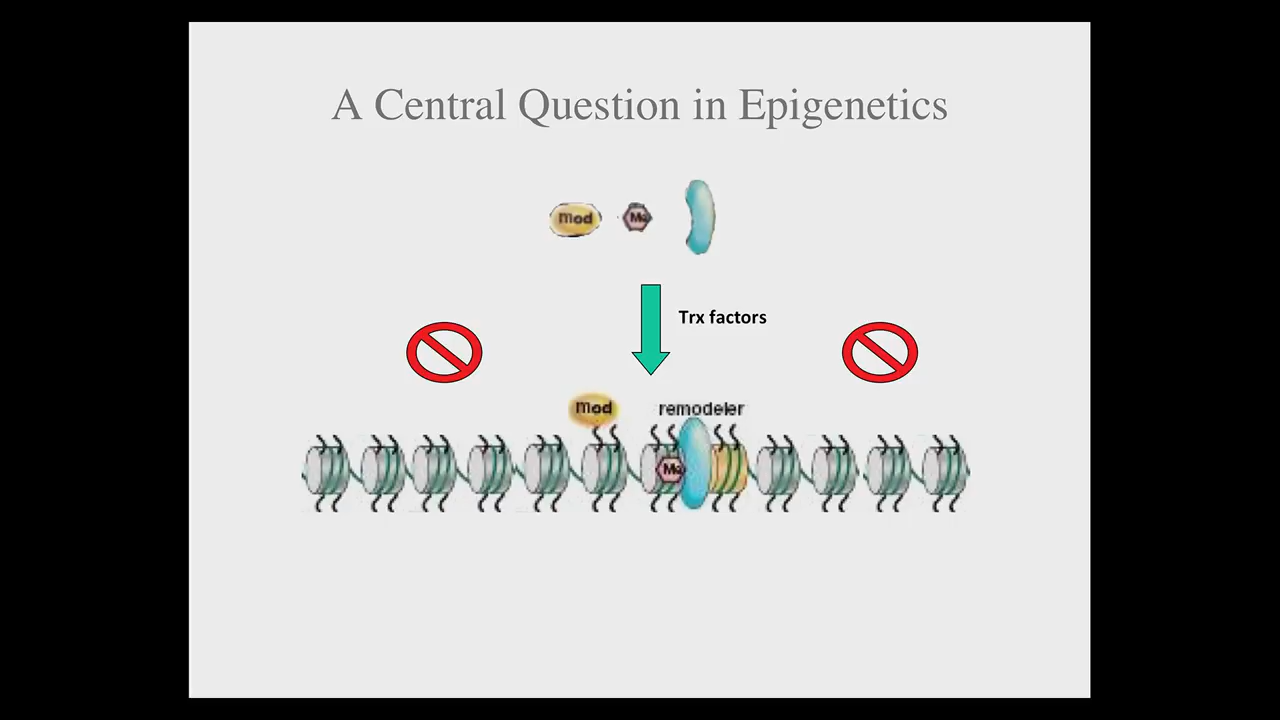 A Central Question in Epigenetics
mod Me
Trx factors
mod remodeler
Me